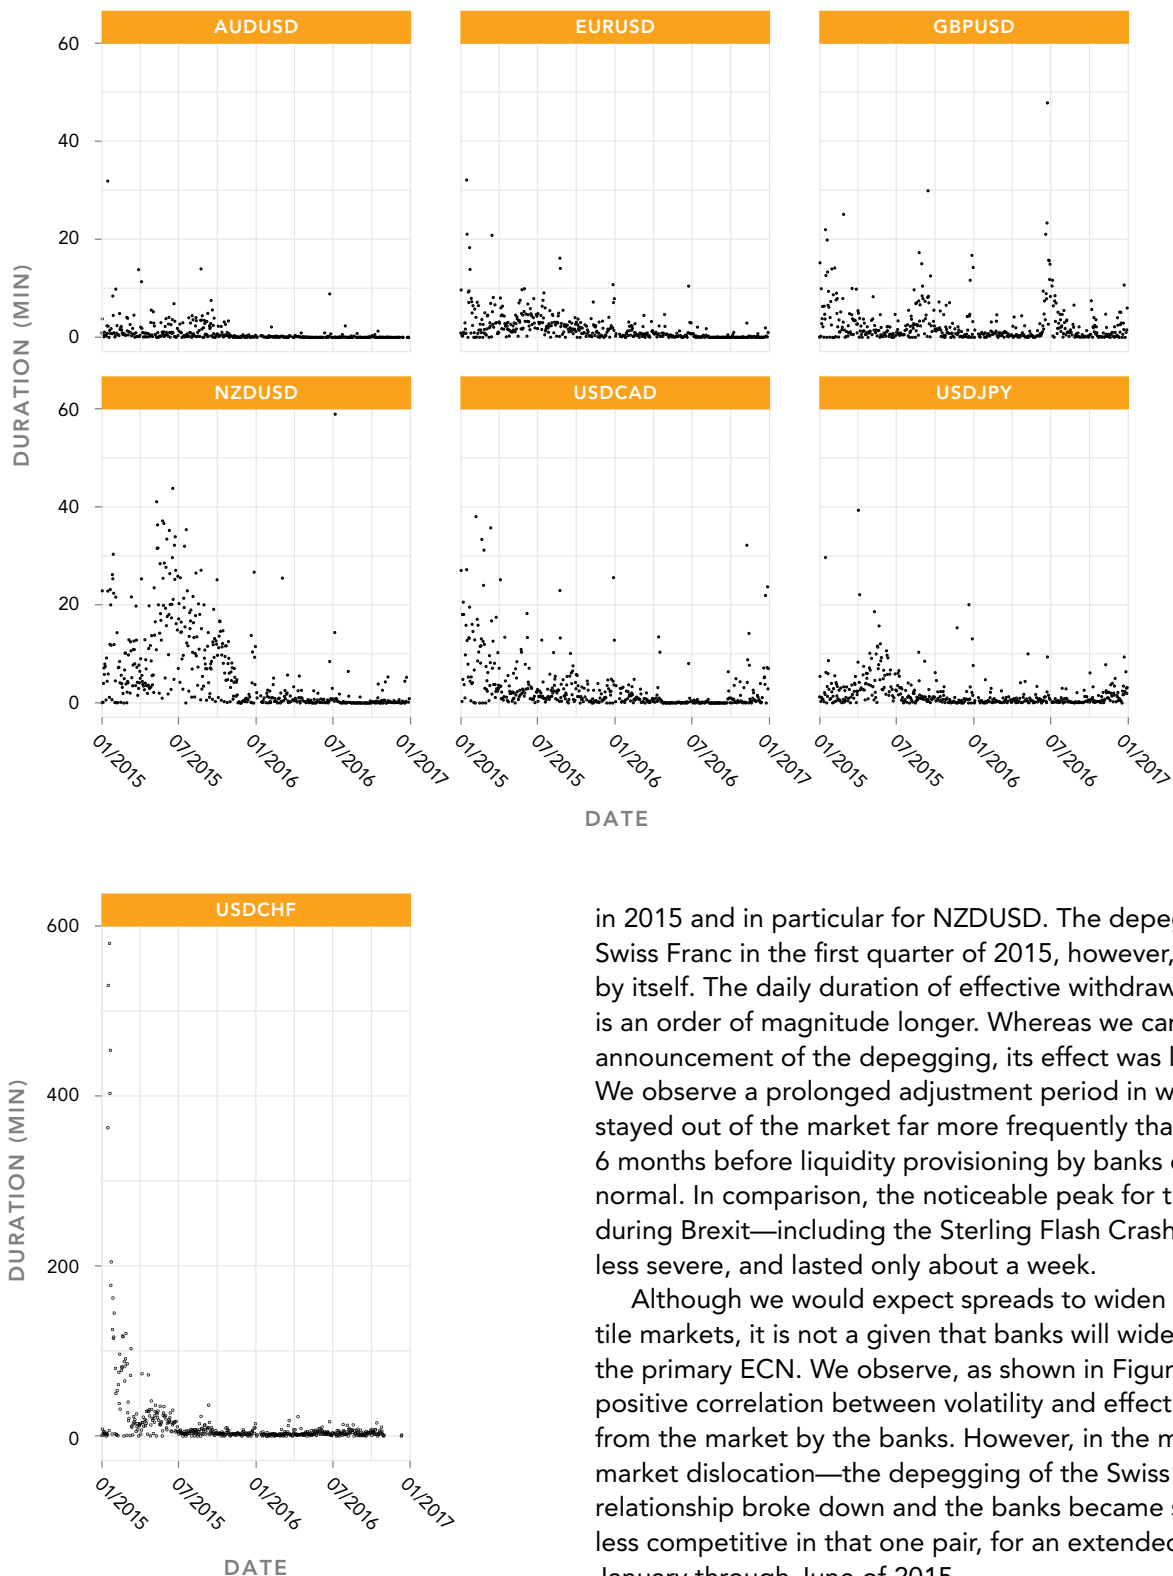 AUDUSD EURUSD GBPUSD
60
40
20
0
DURATION (MIN)
NZDUSD USDCAD USDJPY
60
40
20
0
01/2015 07/2015 01/2016 07/2016 01/2017 01/2015 07/2015 01/2016 07/2016 01/2017 01/2015 07/2015 01/2016 07/2016 01/2017
DATE
USDCHF
600
400
200
0
DURATION (MIN)
01/2015 07/2015 01/2016 07/2016 01/2017
DATE
in 2015 and in particular for NZDUSD. The depe
Swiss Franc in the first quarter of 2015, however,
by itself. The daily duration of effective withdraw
is an order of magnitude longer. Whereas we can
announcement of the depegging, its effect was l
We observe a prolonged adjustment period in w
stayed out of the market far more frequently tha
6 months before liquidity provisioning by banks
normal. In comparison, the noticeable peak for t
during Brexit—including the Sterling Flash Crash
less severe, and lasted only about a week.
Although we would expect spreads to widen
tile markets, it is not a given that banks will wide
the primary ECN. We observe, as shown in Figur
positive correlation between volatility and effect
from the market by the banks. However, in the m
market dislocation—the depegging of the Swiss
relationship broke down and the banks became s
less competitive in that one pair, for an extended
January through June of 2015.